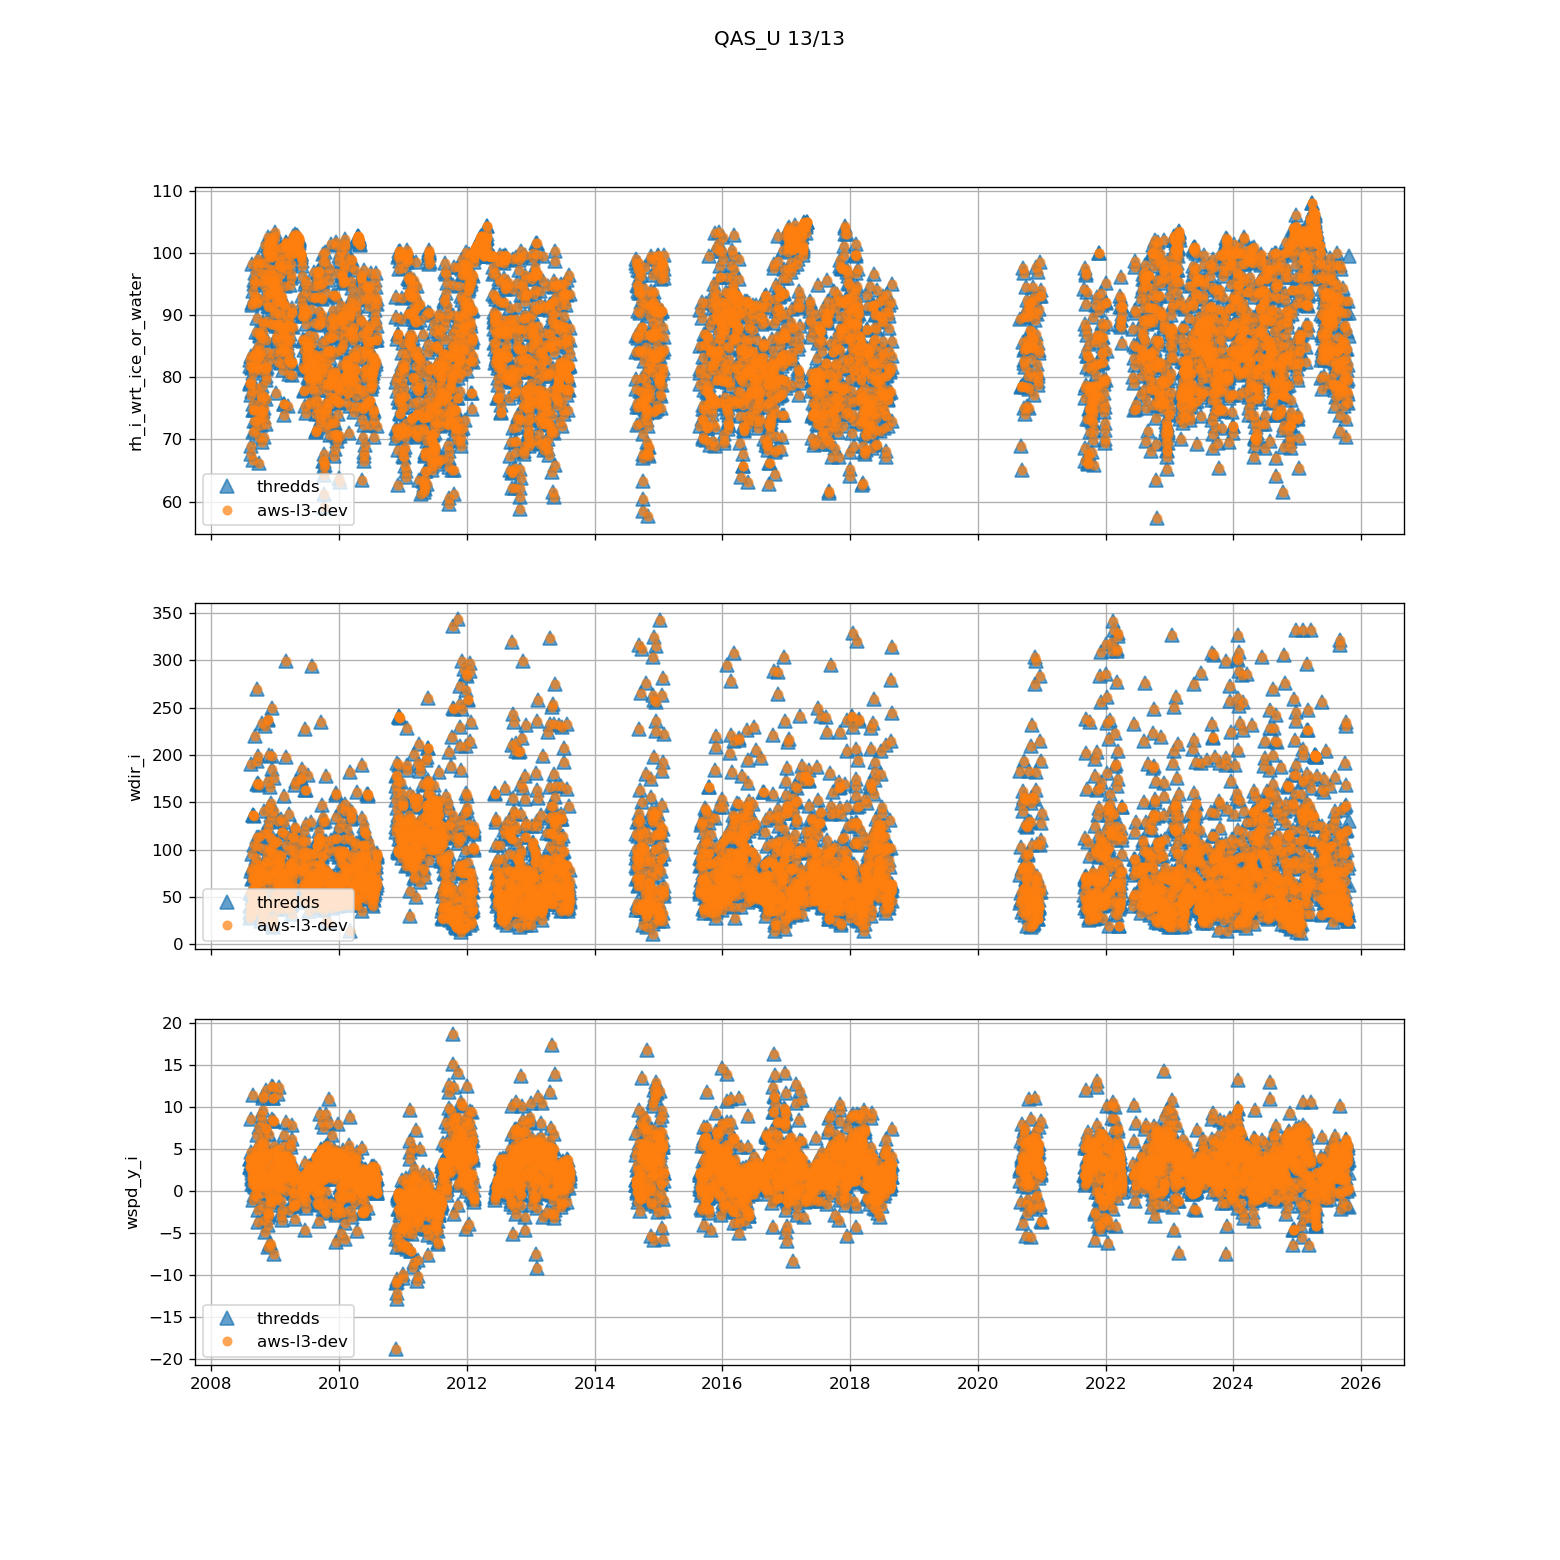 QAS_U 13/13
110
100
90
80
70
60
rh_i_wrt_ice_or_water
thredds
aws-l3-dev
350
300
250
200
150
100
50
0
wdir_i
thredds
aws-l3-dev
20
15
10
5
0
−5
−10
−15
−20
wspd_y_i
thredds
aws-l3-dev
2008 2010 2012 2014 2016 2018 2020 2022 2024 2026